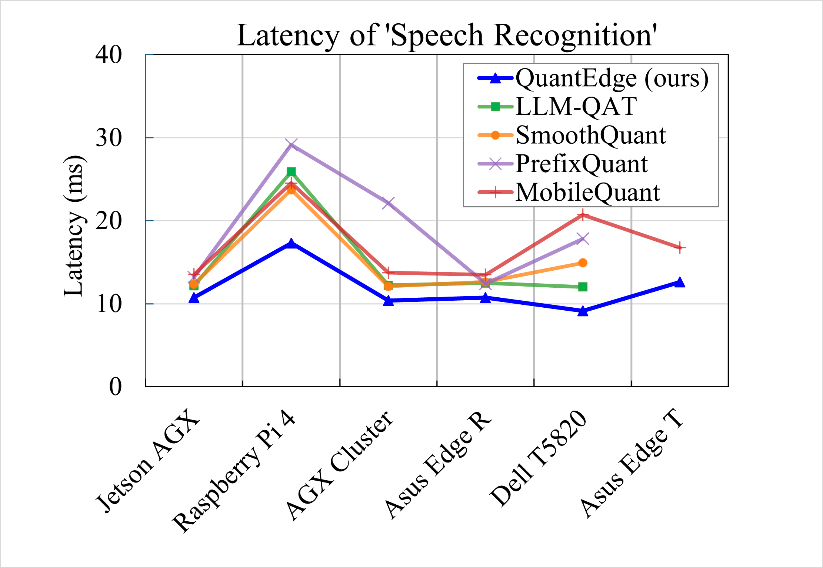 Latency of 'Speech Recognition'
QuantEdge (ours)
LLM-QAT
SmoothQuant
PrefixQuant
MobileQuant
Latency (ms)
40
30
20
10
0
Jetson AGX
Raspberry Pi 4
AGX Cluster
Asus Edge R
Dell T5820
Asus Edge T